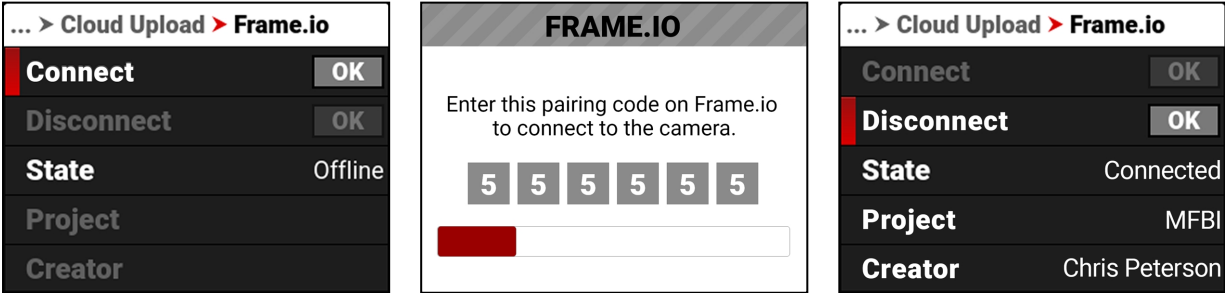 ... > Cloud Upload > Frame.io
Connect OK
Disconnect OK
State Offline
Project
Creator
FRAME.IO
Enter this pairing code on Frame.io
to connect to the camera.
5 5 5 5 5 5
... > Cloud Upload > Frame.io
Connect OK
Disconnect OK
State Connected
Project MFBI
Creator Chris Peterson